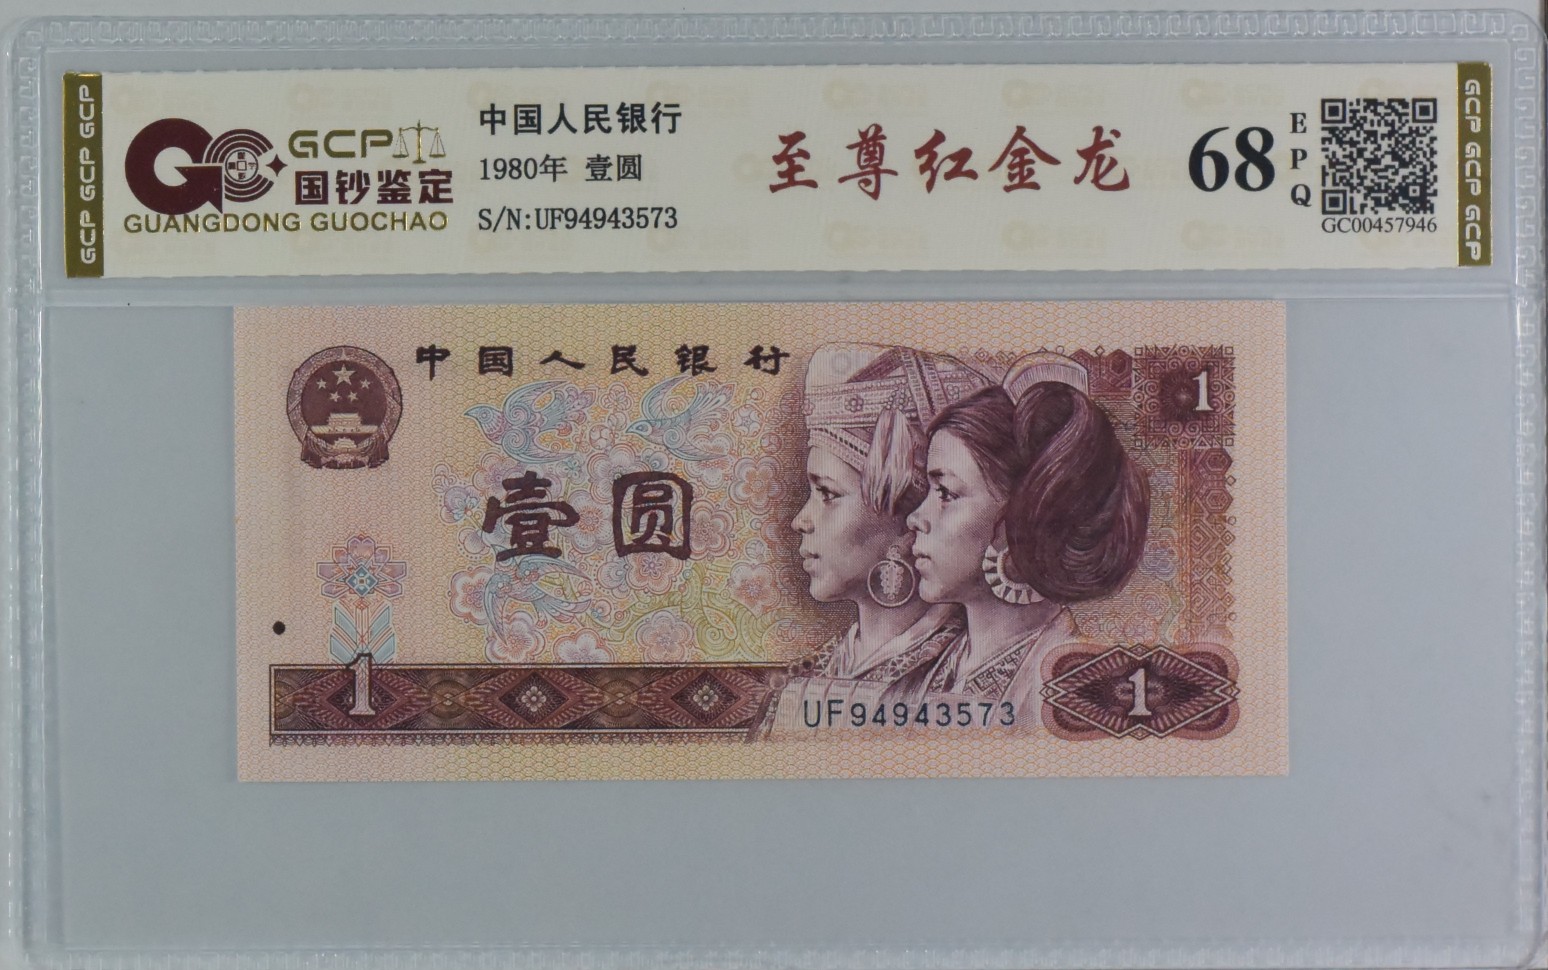 GCP GCP GCP
GCP
国钞鉴定
GUANGDONG GUOCHAO
中国人民银行
1980年 壹圆
S/N:UF94943573
至尊红金龙
68
EPQ
GC00457946
GCP GCP GCP
中国人民银行
1
壹圆
1
UF94943573
1